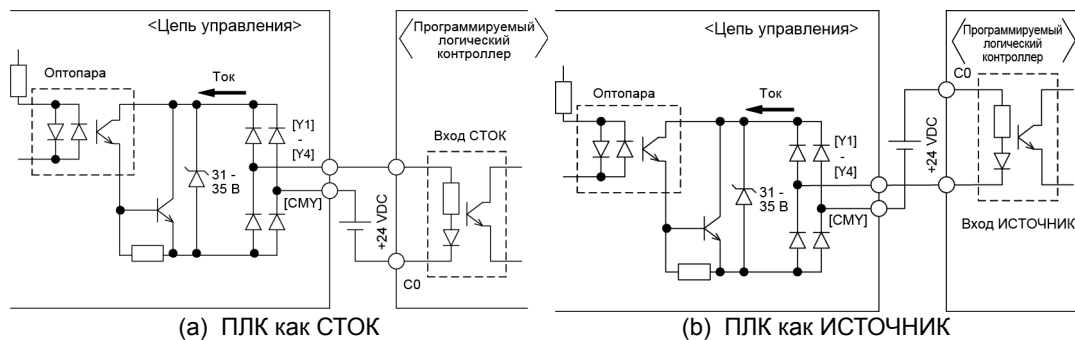 <Цепь управления>
Программируемый
логический
контроллер
Оптопара
Ток
[Y1]
-
[Y4]
Вход СТОК
31 -
35 В
[CMY]
+24 VDC
C0
(a) ПЛК как СТОК
<Цепь управления>
Программируемый
логический
контроллер
C0
Оптопара
Ток
[Y1]
-
[Y4]
+24 VDC
31 -
35 В
[CMY]
Вход ИСТОЧНИК
(b) ПЛК как ИСТОЧНИК